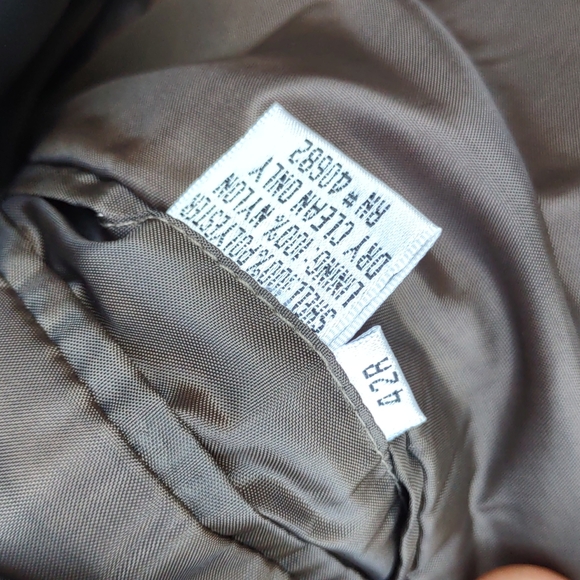 SHELL 100% POLYESTER
LINING 100% NYLON
DRY CLEAN ONLY
RN # 40682
42R